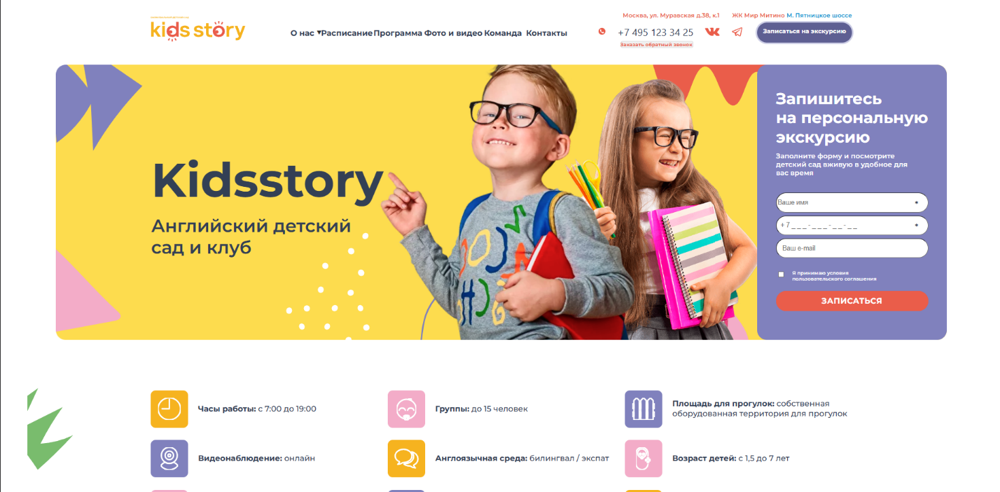 kids story
О нас ▼ Расписание Программа Фото и видео Команда Контакты
Москва, ул. Муравская д.38, к.1 ЖК Мир Митино М. Пятницкое шоссе
+7 495 123 34 25
Заказать обратный звонок
Записаться на экскурсию
Kidsstory
Английский детский
сад и клуб
Запишитесь
на персональную
экскурсию
Заполните форму и посмотрите
детский сад вживую в удобное для
вас время
Ваше имя *
+7___-___-__-__ *
Ваш e-mail
Я принимаю условия
пользовательского соглашения
ЗАПИСАТЬСЯ
Часы работы: с 7:00 до 19:00
Группы: до 15 человек
Площадь для прогулок: собственная
оборудованная территория для прогулок
Видеонаблюдение: онлайн
Англоязычная среда: билингвал / экспат
Возраст детей: с 1,5 до 7 лет